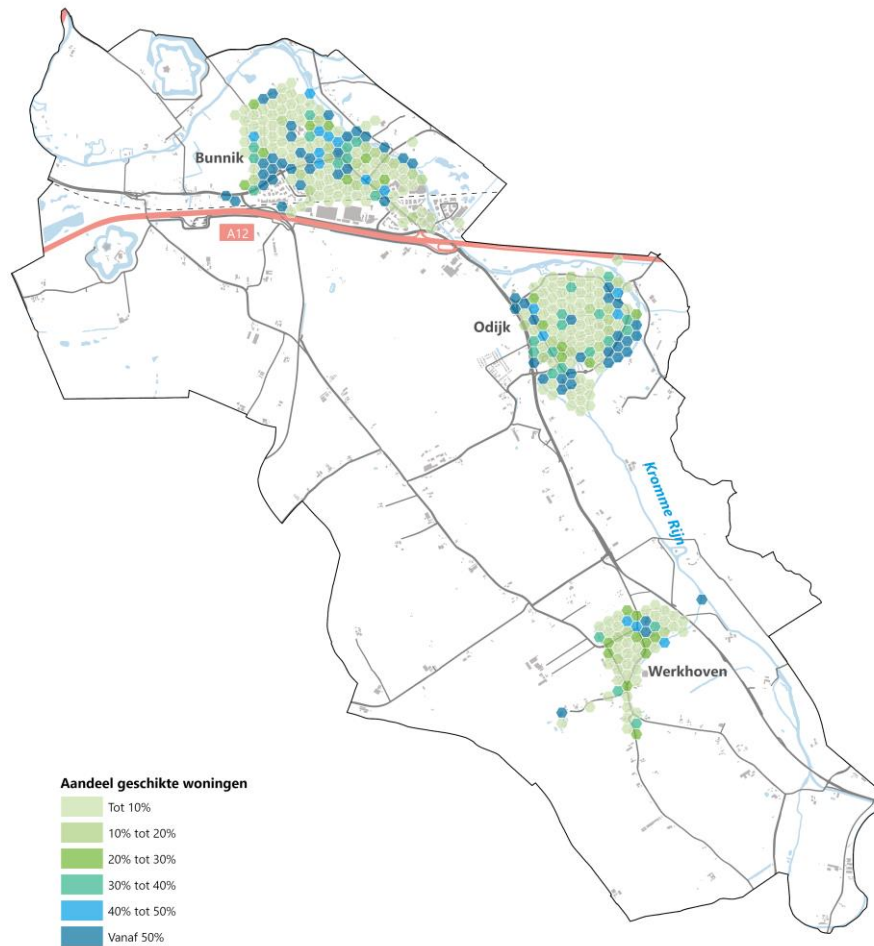 Bunnik
A12
Odijk
Kromme Rijn
Werkhoven
Aandeel geschikte woningen
Tot 10%
10% tot 20%
20% tot 30%
30% tot 40%
40% tot 50%
Vanaf 50%